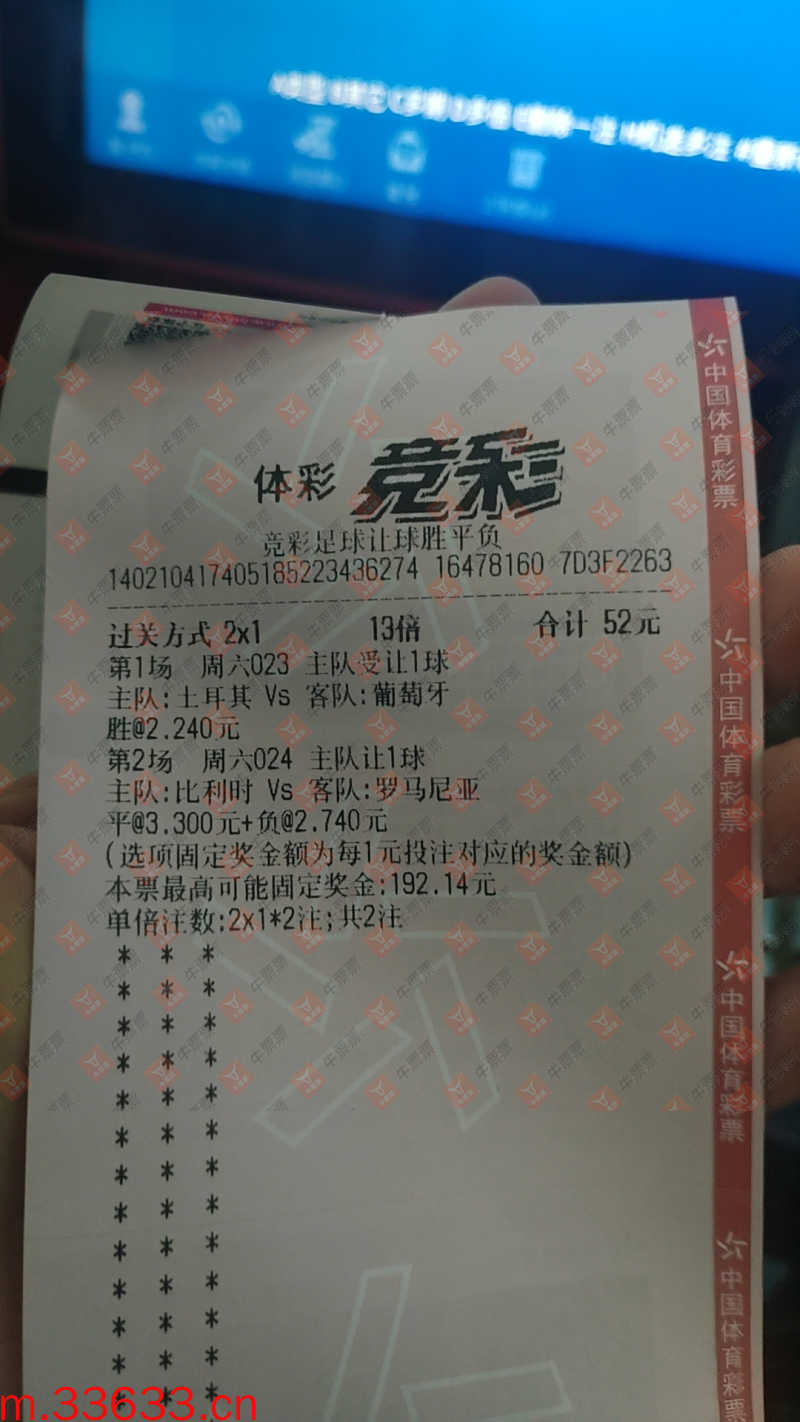 体彩 竞彩
竞彩足球让球胜平负
140210417405185223436274 16478160 7D3F2263
过关方式 2x1 13倍 合计 52元
第1场 周六023 主队受让1球
主队:土耳其 Vs 客队:葡萄牙
胜@2.240元
第2场 周六024 主队让1球
主队:比利时 Vs 客队:罗马尼亚
平@3.300元+负@2.740元
(选项固定奖金额为每1元投注对应的奖金额)
本票最高可能固定奖金:192.14元
单倍注数:2x1*2注;共2注
* * *
* * *
* * *
* * *
* * *
* * *
* * *
* * *
* * *
* * *
* * *
* * *
* * *
中国体育彩票
中国体育彩票
中国体育彩票
中国体育彩票
牛票票
m.33633.cn